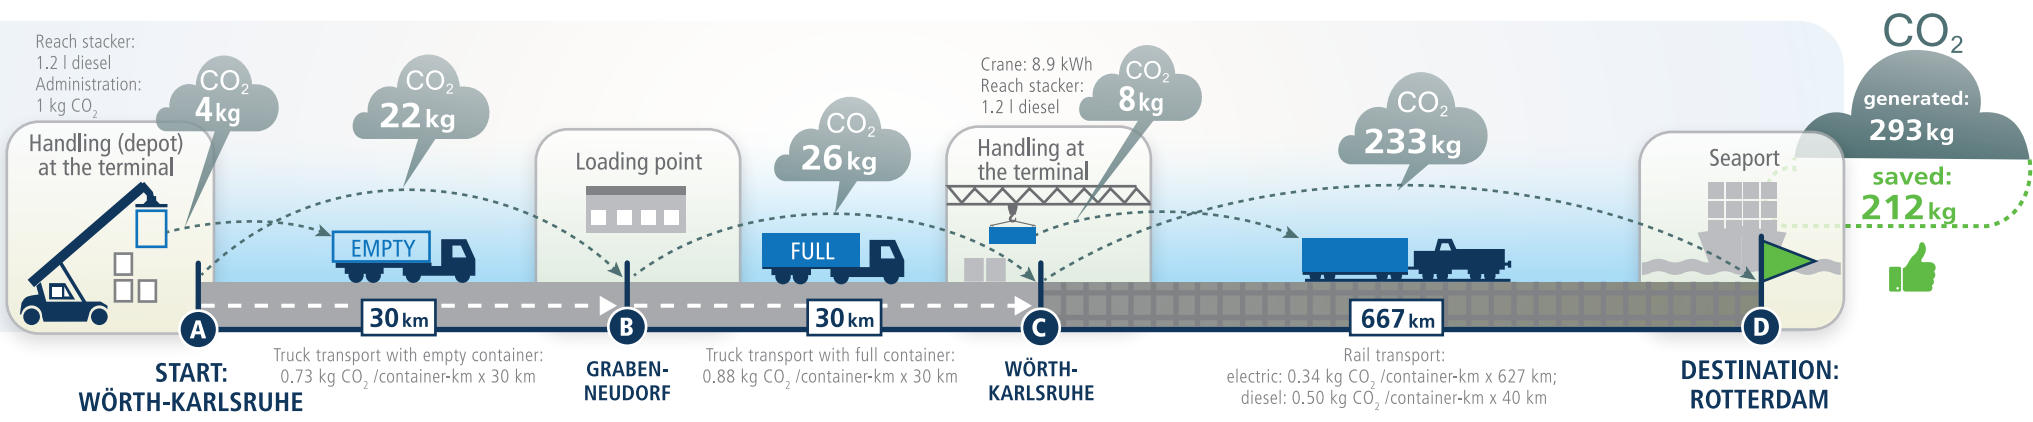 Reach stacker:
1.2 l diesel
Administration:
1 kg CO2
CO2
4kg
Handling (depot)
at the terminal
CO2
22kg
EMPTY
Loading point
CO2
26kg
FULL
Crane: 8.9 kWh
Reach stacker:
1.2 l diesel
CO2
8kg
Handling at
the terminal
CO2
233kg
Seaport
CO2
generated:
293kg
saved:
212kg
A
30km
B
30km
C
667km
D
START:
WÖRTH-KARLSRUHE
Truck transport with empty container:
0.73 kg CO2 /container-km x 30 km
GRABEN-
NEUDORF
Truck transport with full container:
0.88 kg CO2 /container-km x 30 km
WÖRTH-
KARLSRUHE
Rail transport:
electric: 0.34 kg CO2 /container-km x 627 km;
diesel: 0.50 kg CO2 /container-km x 40 km
DESTINATION:
ROTTERDAM